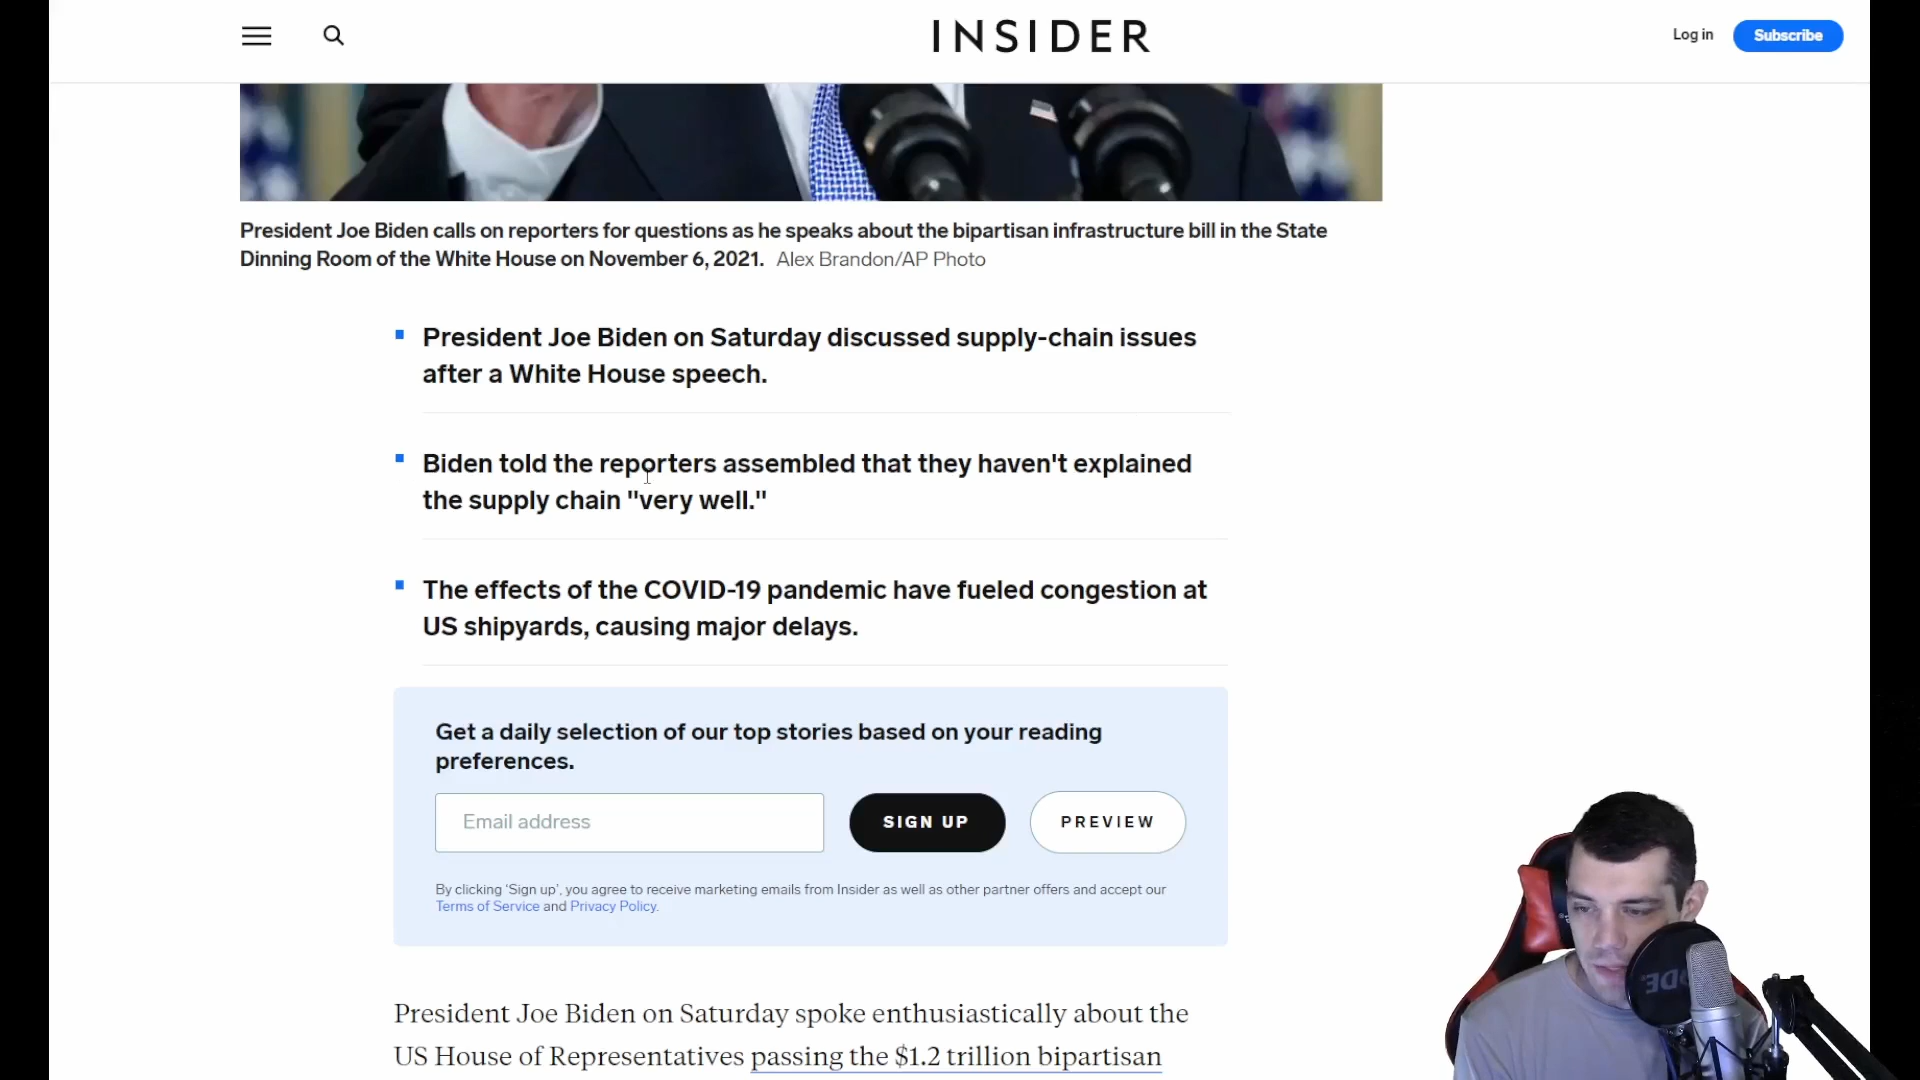 INSIDER
Log in
Subscribe
President Joe Biden calls on reporters for questions as he speaks about the bipartisan infrastructure bill in the State
Dinning Room of the White House on November 6, 2021. Alex Brandon/AP Photo
President Joe Biden on Saturday discussed supply-chain issues
after a White House speech.
Biden told the reporters assembled that they haven't explained
the supply chain "very well."
The effects of the COVID-19 pandemic have fueled congestion at
US shipyards, causing major delays.
Get a daily selection of our top stories based on your reading
preferences.
Email address
SIGN UP
PREVIEW
By clicking 'Sign up', you agree to receive marketing emails from Insider as well as other partner offers and accept our
Terms of Service and Privacy Policy.
President Joe Biden on Saturday spoke enthusiastically about the
US House of Representatives passing the $1.2 trillion bipartisan